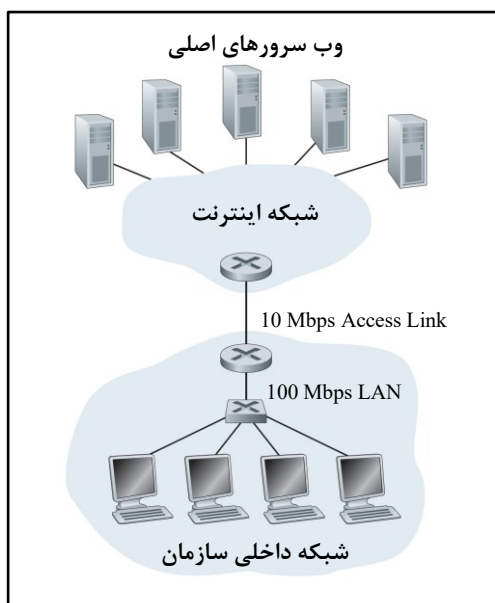 وب سرورهای اصلی
شبکه اینترنت
10 Mbps Access Link
100 Mbps LAN
شبکه داخلی سازمان